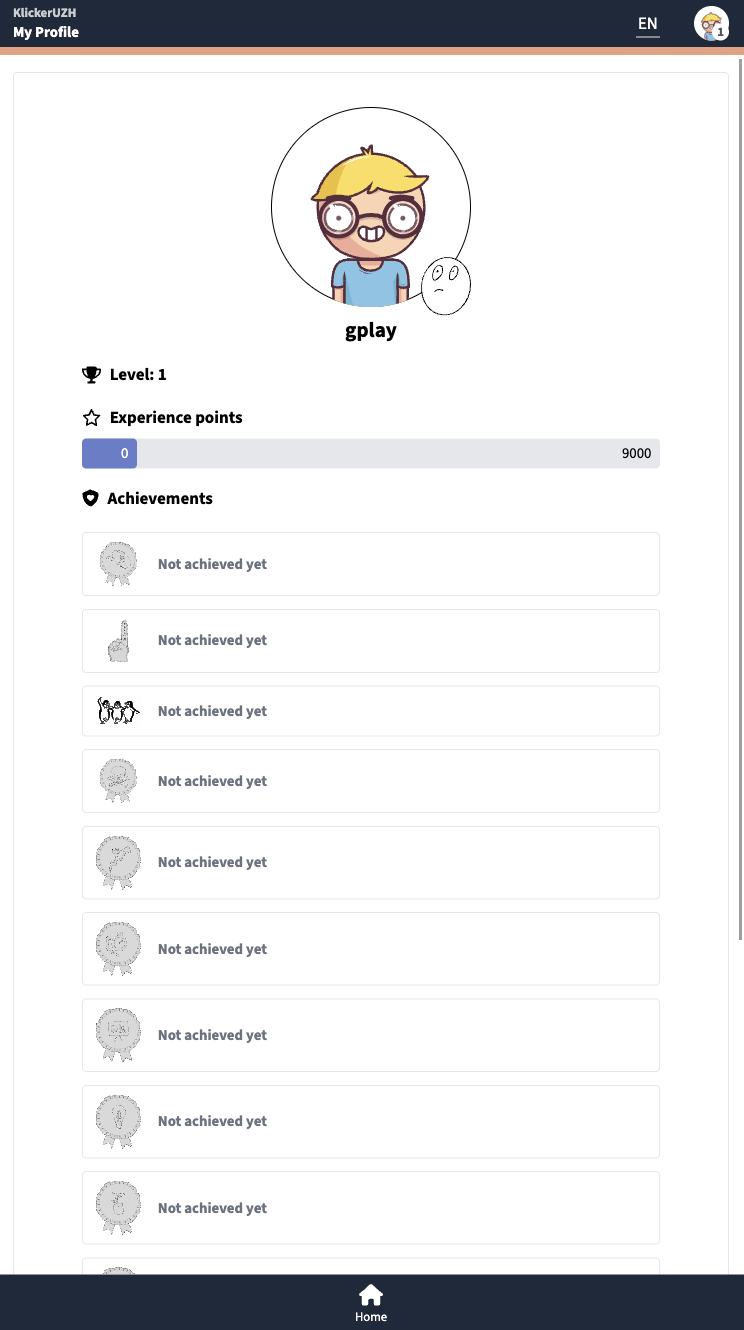 KlickerUZH
My Profile
EN
1
gplay
Level: 1
Experience points
0
9000
Achievements
Not achieved yet
Not achieved yet
Not achieved yet
Not achieved yet
Not achieved yet
Not achieved yet
Not achieved yet
Not achieved yet
Not achieved yet
Home